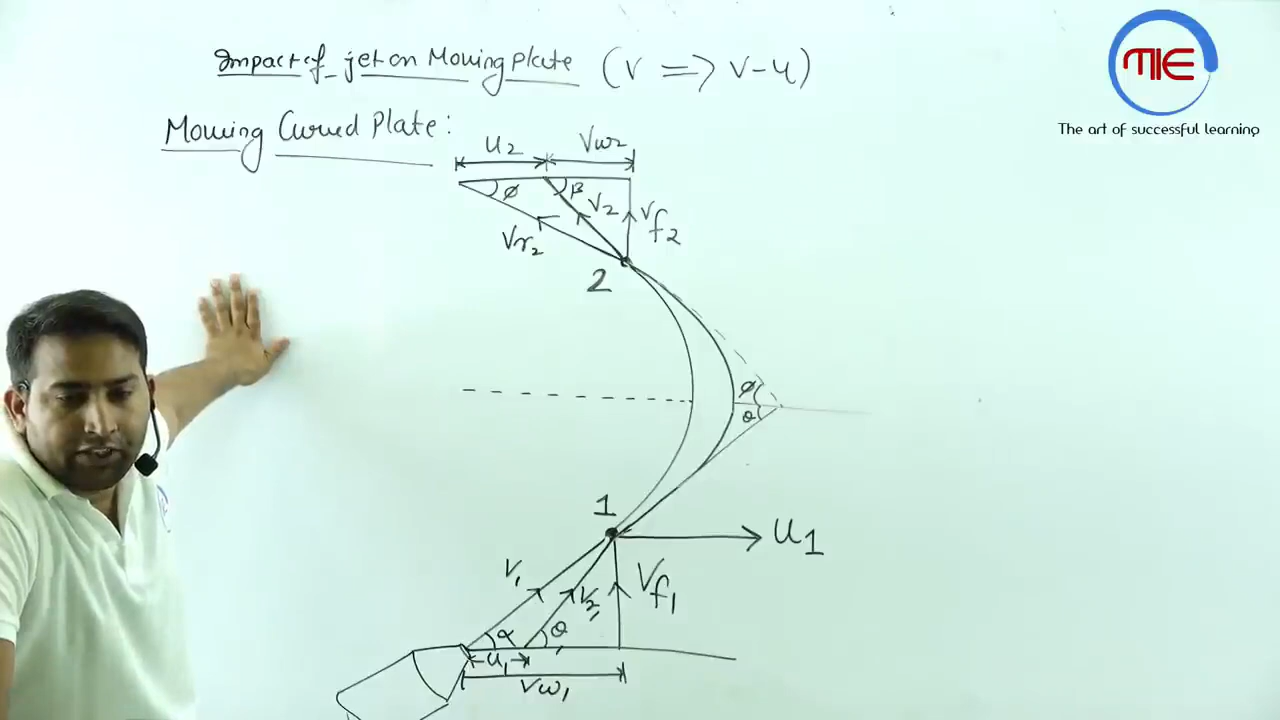 Impact of jet on Moving Plate (V => V-u)
MIE
The art of successful learning
Moving Curved Plate:
u2 Vw2
φ β
Vr2 V2 Vf2
2
φ
θ
1
u1
V1 Vr1 Vf1
α θ
u1
Vw1